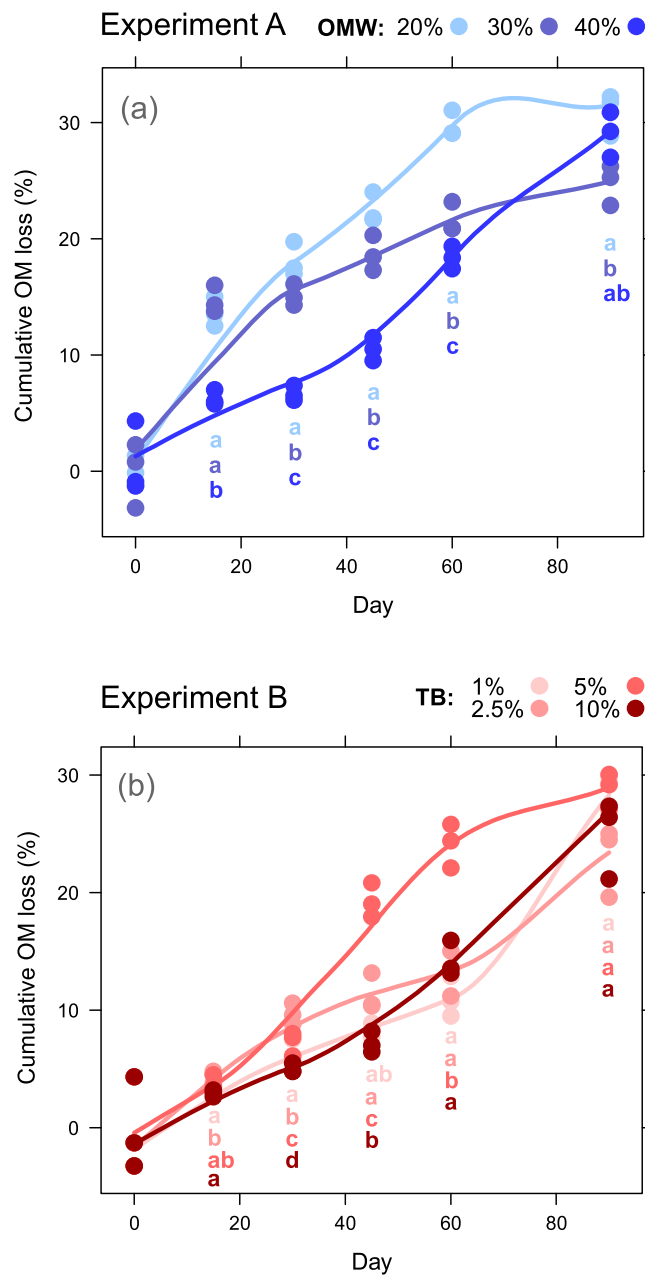 Experiment A OMW: 20% 30% 40%
(a)
30
20
10
0
Cumulative OM loss (%)
a
a
b
a
b
c
a
b
c
a
b
c
a
b
ab
0 20 40 60 80
Day
Experiment B TB: 1% 5%
2.5% 10%
(b)
30
20
10
0
Cumulative OM loss (%)
a
b
ab
a
a
b
c
d
ab
a
c
b
a
a
b
a
a
a
a
a
0 20 40 60 80
Day